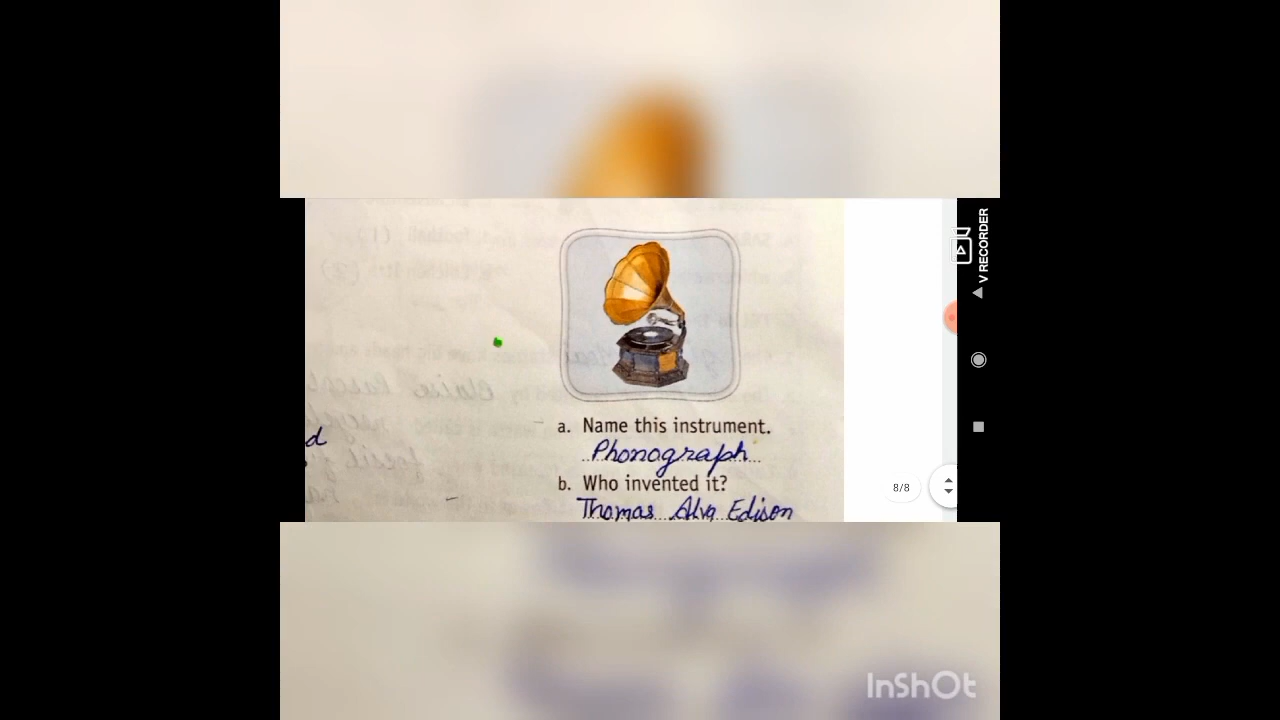 V RECORDER
d
a. Name this instrument.
Phonograph
b. Who invented it?
Thomas Alva Edison
8/8
InShOt